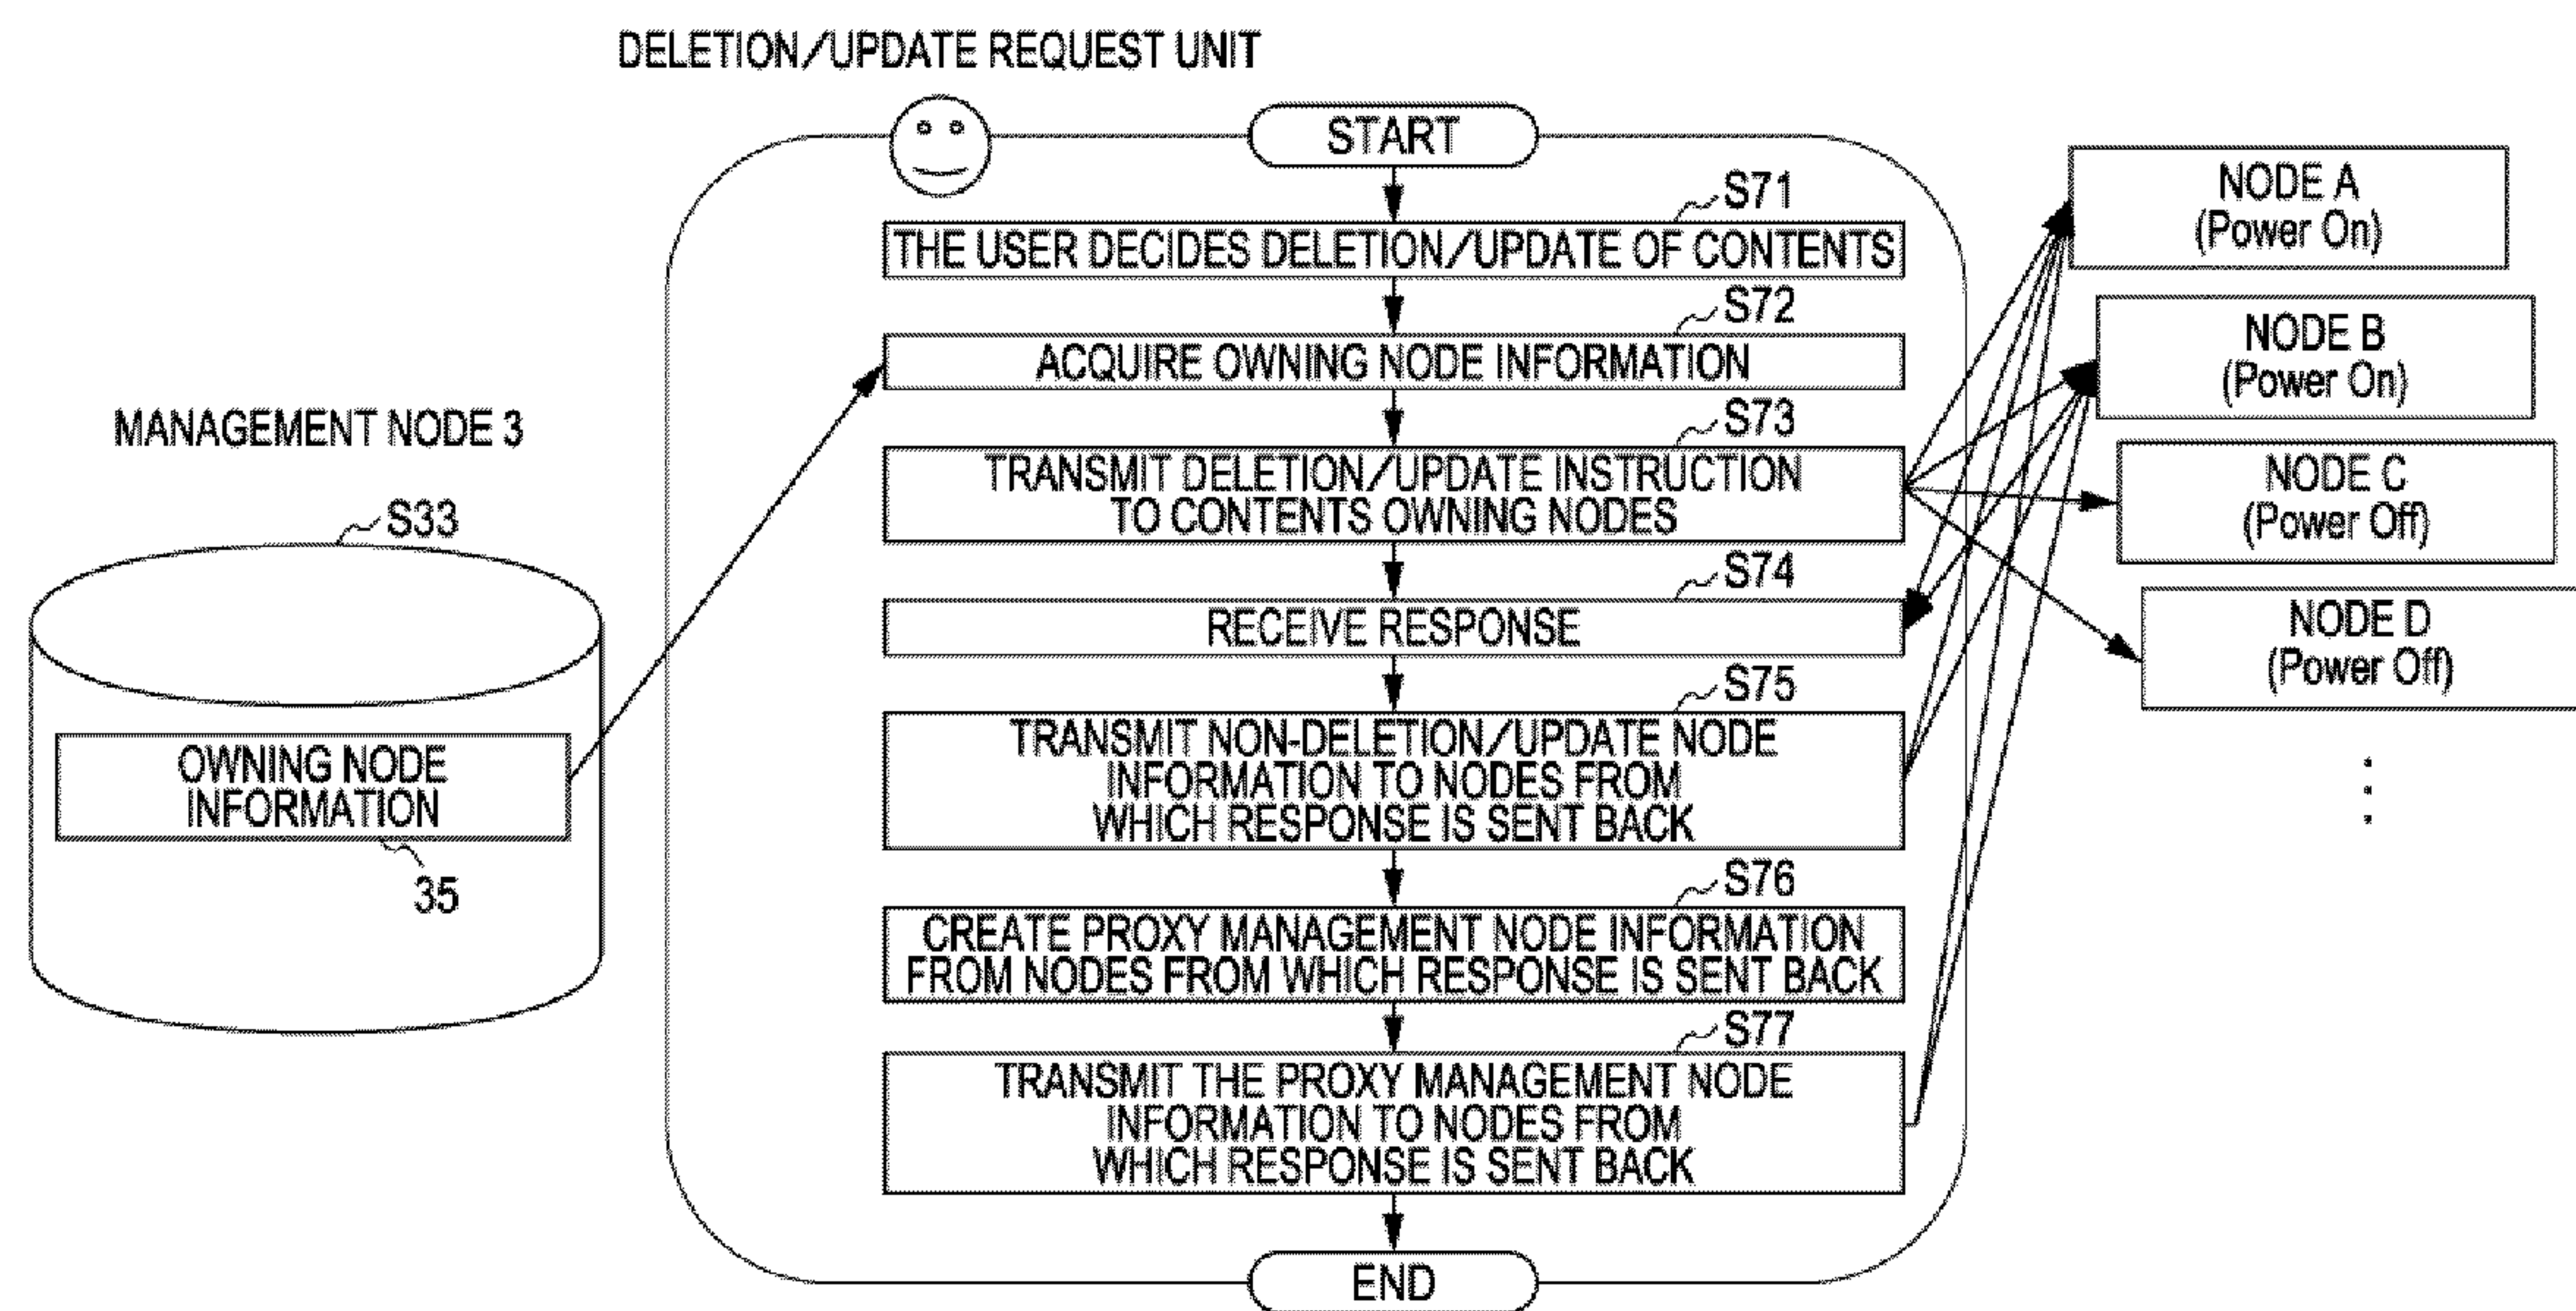 DELETION/UPDATE REQUEST UNIT
START
S71
THE USER DECIDES DELETION/UPDATE OF CONTENTS
S72
ACQUIRE OWNING NODE INFORMATION
S73
TRANSMIT DELETION/UPDATE INSTRUCTION
TO CONTENTS OWNING NODES
S74
RECEIVE RESPONSE
S75
TRANSMIT NON-DELETION/UPDATE NODE
INFORMATION TO NODES FROM
WHICH RESPONSE IS SENT BACK
S76
CREATE PROXY MANAGEMENT NODE INFORMATION
FROM NODES FROM WHICH RESPONSE IS SENT BACK
S77
TRANSMIT THE PROXY MANAGEMENT NODE
INFORMATION TO NODES FROM
WHICH RESPONSE IS SENT BACK
END
MANAGEMENT NODE 3
S33
OWNING NODE
INFORMATION
35
NODE A
(Power On)
NODE B
(Power On)
NODE C
(Power Off)
NODE D
(Power Off)